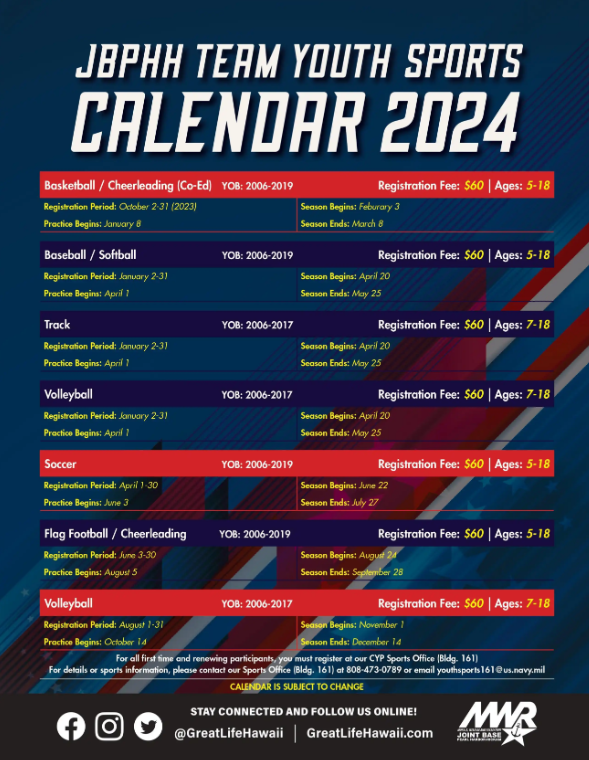 JBPHH TEAM YOUTH SPORTS
CALENDAR 2024
Basketball / Cheerleading (Co-Ed) YOB: 2006-2019 Registration Fee: $60 | Ages: 5-18
Registration Period: October 2-31 (2023) Season Begins: Feburary 3
Practice Begins: January 8 Season Ends: March 8
Baseball / Softball YOB: 2006-2019 Registration Fee: $60 | Ages: 5-18
Registration Period: January 2-31 Season Begins: April 20
Practice Begins: April 1 Season Ends: May 25
Track YOB: 2006-2017 Registration Fee: $60 | Ages: 7-18
Registration Period: January 2-31 Season Begins: April 20
Practice Begins: April 1 Season Ends: May 25
Volleyball YOB: 2006-2017 Registration Fee: $60 | Ages: 7-18
Registration Period: January 2-31 Season Begins: April 20
Practice Begins: April 1 Season Ends: May 25
Soccer YOB: 2006-2019 Registration Fee: $60 | Ages: 5-18
Registration Period: April 1-30 Season Begins: June 22
Practice Begins: June 3 Season Ends: July 27
Flag Football / Cheerleading YOB: 2006-2019 Registration Fee: $60 | Ages: 5-18
Registration Period: June 3-30 Season Begins: August 24
Practice Begins: August 5 Season Ends: September 28
Volleyball YOB: 2006-2017 Registration Fee: $60 | Ages: 7-18
Registration Period: August 1-31 Season Begins: November 1
Practice Begins: October 14 Season Ends: December 14
For all first time and renewing participants, you must register at our CYP Sports Office (Bldg. 161)
For details or sports information, please contact our Sports Office (Bldg. 161) at 808-473-0789 or email youthsports161@us.navy.mil
CALENDAR IS SUBJECT TO CHANGE
STAY CONNECTED AND FOLLOW US ONLINE!
@GreatLifeHawaii | GreatLifeHawaii.com
MWR
JOINT BASE